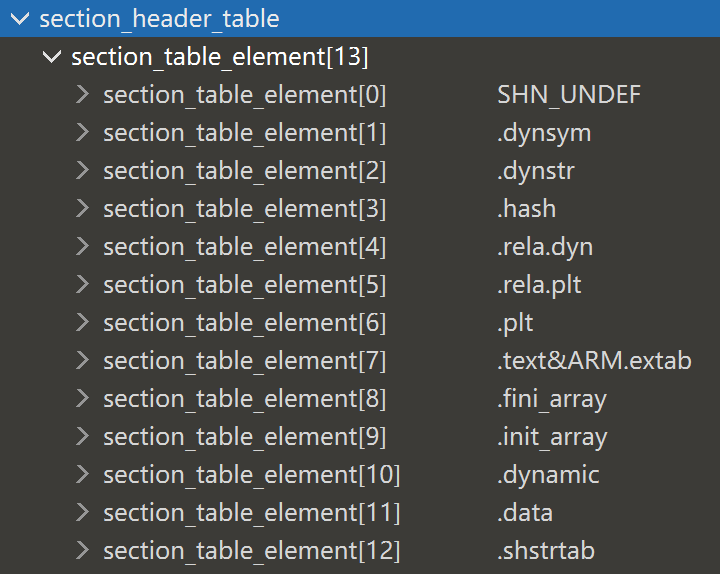 section_header_table
section_table_element[13]
section_table_element[0] SHN_UNDEF
section_table_element[1] .dynsym
section_table_element[2] .dynstr
section_table_element[3] .hash
section_table_element[4] .rela.dyn
section_table_element[5] .rela.plt
section_table_element[6] .plt
section_table_element[7] .text&ARM.extab
section_table_element[8] .fini_array
section_table_element[9] .init_array
section_table_element[10] .dynamic
section_table_element[11] .data
section_table_element[12] .shstrtab